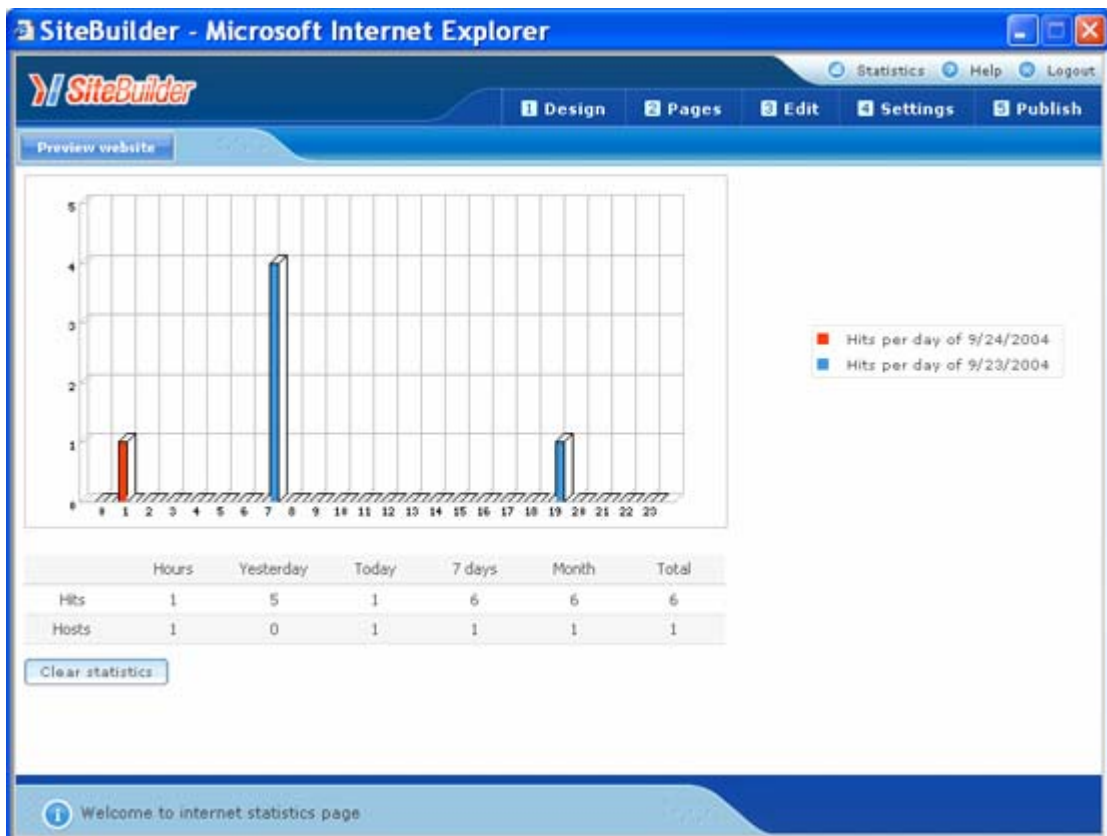 SiteBuilder - Microsoft Internet Explorer
SiteBuilder
Statistics Help Logout
1 Design 2 Pages 3 Edit 4 Settings 5 Publish
Preview website
5
4
3
2
1
0
0 1 2 3 4 5 6 7 8 9 10 11 12 13 14 15 16 17 18 19 20 21 22 23
Hits per day of 9/24/2004
Hits per day of 9/23/2004
Hours Yesterday Today 7 days Month Total
Hits 1 5 1 6 6 6
Hosts 1 0 1 1 1 1
Clear statistics
Welcome to internet statistics page